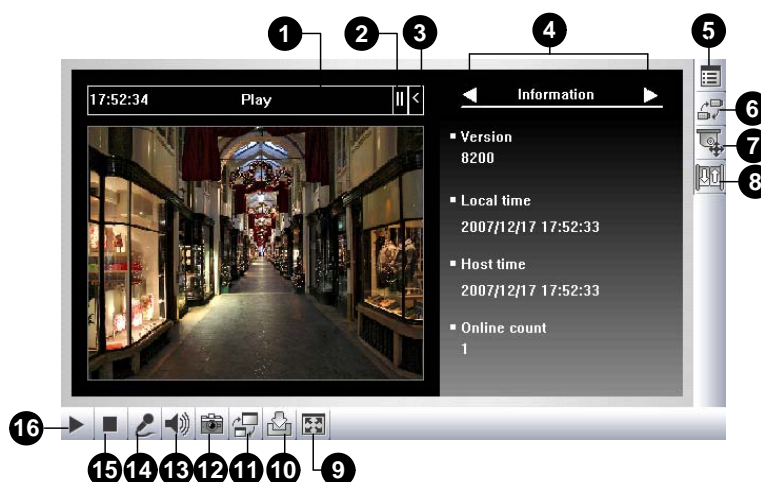 1 2 3 4 5
17:52:34 Play || <
Information
6
7
8
Version
8200
Local time
2007/12/17 17:52:33
Host time
2007/12/17 17:52:33
Online count
1
16
15 14 13 12 11 10 9